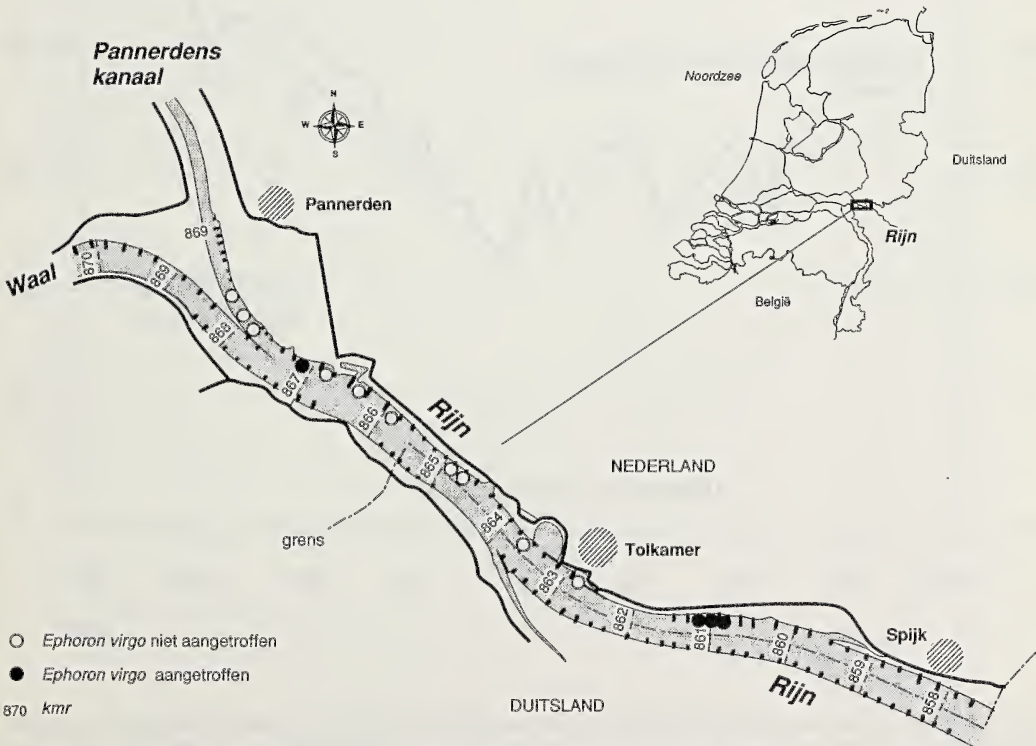 Pannerdens
kanaal
N
W E
S
Noordzee
Duitsland
Rijn
België
Pannerden
869
Waal
870
869
868
867
866
865
864
863
862
861
860
859
858
Rijn
NEDERLAND
grens
Tolkamer
Spijk
Rijn
DUITSLAND
Ephoron virgo niet aangetroffen
Ephoron virgo aangetroffen
870 kmr